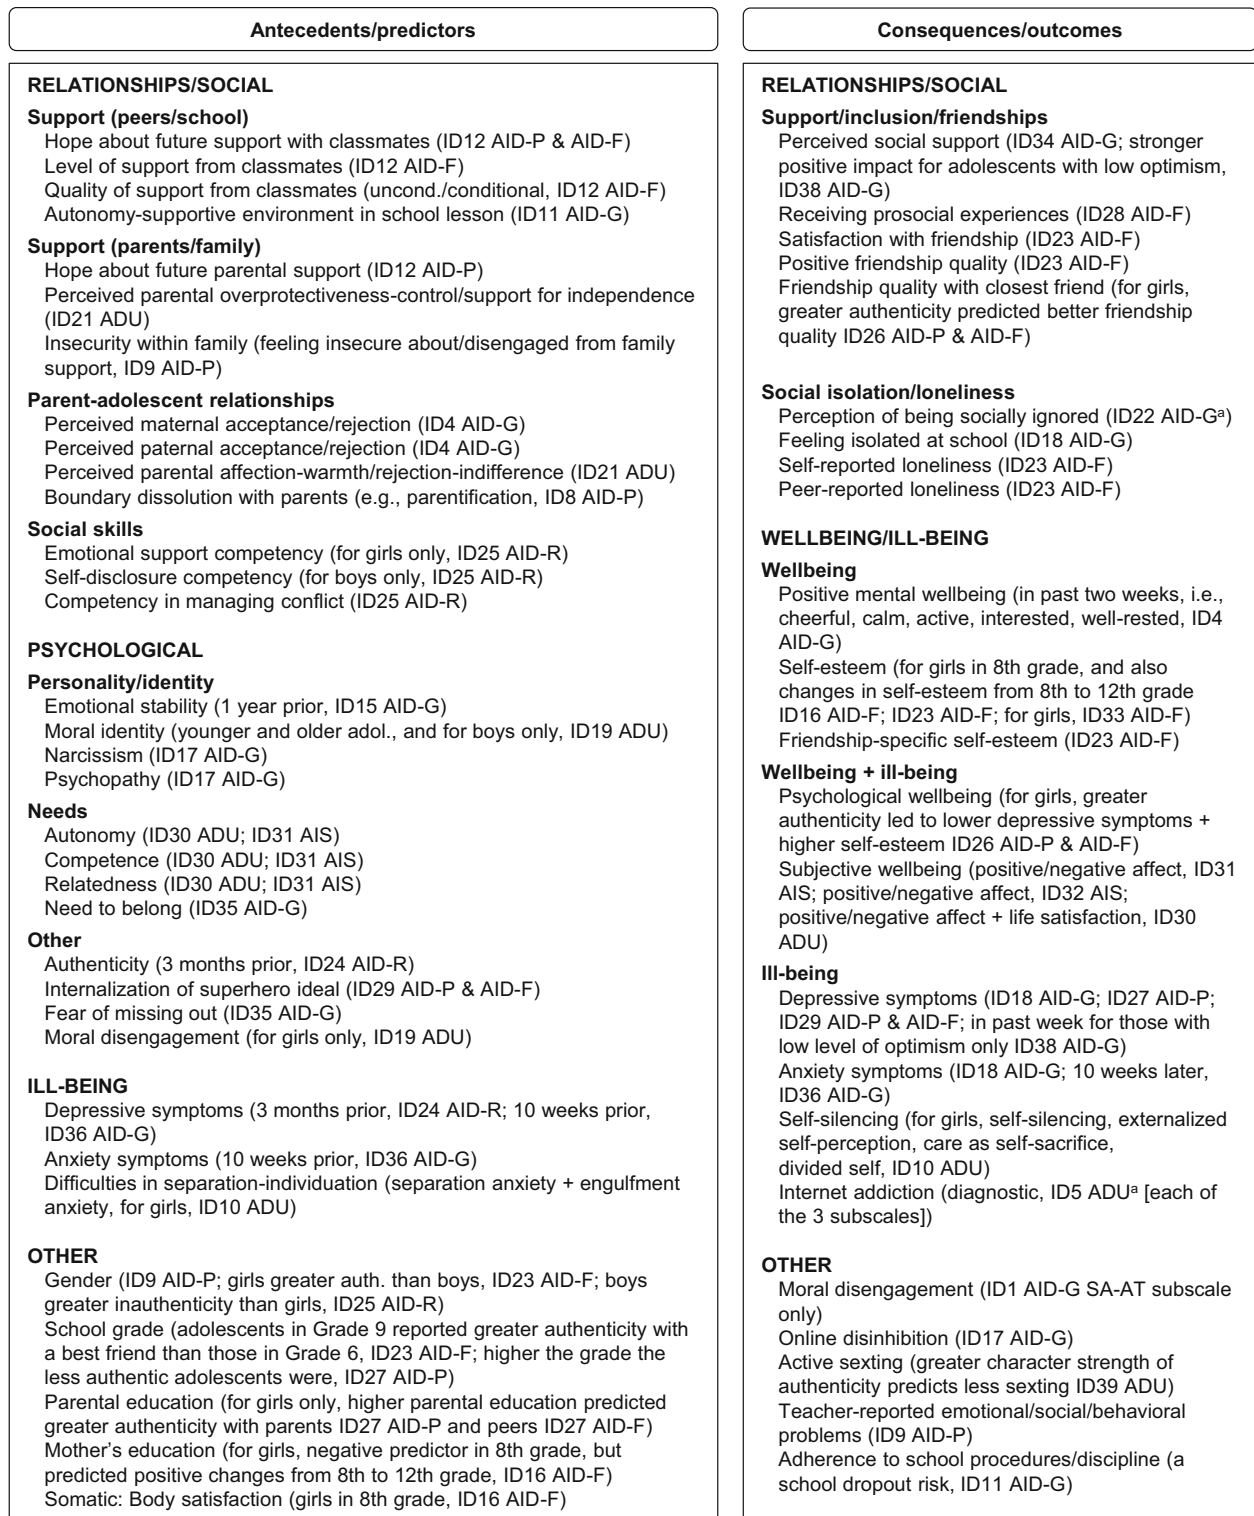 Antecedents/predictors
RELATIONSHIPS/SOCIAL
Support (peers/school)
Hope about future support with classmates (ID12 AID-P & AID-F)
Level of support from classmates (ID12 AID-F)
Quality of support from classmates (uncond./conditional, ID12 AID-F)
Autonomy-supportive environment in school lesson (ID11 AID-G)
Support (parents/family)
Hope about future parental support (ID12 AID-P)
Perceived parental overprotectiveness-control/support for independence
(ID21 ADU)
Insecurity within family (feeling insecure about/disengaged from family
support, ID9 AID-P)
Parent-adolescent relationships
Perceived maternal acceptance/rejection (ID4 AID-G)
Perceived paternal acceptance/rejection (ID4 AID-G)
Perceived parental affection-warmth/rejection-indifference (ID21 ADU)
Boundary dissolution with parents (e.g., parentification, ID8 AID-P)
Social skills
Emotional support competency (for girls only, ID25 AID-R)
Self-disclosure competency (for boys only, ID25 AID-R)
Competency in managing conflict (ID25 AID-R)
PSYCHOLOGICAL
Personality/identity
Emotional stability (1 year prior, ID15 AID-G)
Moral identity (younger and older adol., and for boys only, ID19 ADU)
Narcissism (ID17 AID-G)
Psychopathy (ID17 AID-G)
Needs
Autonomy (ID30 ADU; ID31 AIS)
Competence (ID30 ADU; ID31 AIS)
Relatedness (ID30 ADU; ID31 AIS)
Need to belong (ID35 AID-G)
Other
Authenticity (3 months prior, ID24 AID-R)
Internalization of superhero ideal (ID29 AID-P & AID-F)
Fear of missing out (ID35 AID-G)
Moral disengagement (for girls only, ID19 ADU)
ILL-BEING
Depressive symptoms (3 months prior, ID24 AID-R; 10 weeks prior,
ID36 AID-G)
Anxiety symptoms (10 weeks prior, ID36 AID-G)
Difficulties in separation-individuation (separation anxiety + engulfment
anxiety, for girls, ID10 ADU)
OTHER
Gender (ID9 AID-P; girls greater auth. than boys, ID23 AID-F; boys
greater inauthenticity than girls, ID25 AID-R)
School grade (adolescents in Grade 9 reported greater authenticity with
a best friend than those in Grade 6, ID23 AID-F; higher the grade the
less authentic adolescents were, ID27 AID-P)
Parental education (for girls only, higher parental education predicted
greater authenticity with parents ID27 AID-P and peers ID27 AID-F)
Mother's education (for girls, negative predictor in 8th grade, but
predicted positive changes from 8th to 12th grade, ID16 AID-F)
Somatic: Body satisfaction (girls in 8th grade, ID16 AID-F)
Consequences/outcomes
RELATIONSHIPS/SOCIAL
Support/inclusion/friendships
Perceived social support (ID34 AID-G; stronger
positive impact for adolescents with low optimism,
ID38 AID-G)
Receiving prosocial experiences (ID28 AID-F)
Satisfaction with friendship (ID23 AID-F)
Positive friendship quality (ID23 AID-F)
Friendship quality with closest friend (for girls,
greater authenticity predicted better friendship
quality ID26 AID-P & AID-F)
Social isolation/loneliness
Perception of being socially ignored (ID22 AID-Gᵃ)
Feeling isolated at school (ID18 AID-G)
Self-reported loneliness (ID23 AID-F)
Peer-reported loneliness (ID23 AID-F)
WELLBEING/ILL-BEING
Wellbeing
Positive mental wellbeing (in past two weeks, i.e.,
cheerful, calm, active, interested, well-rested, ID4
AID-G)
Self-esteem (for girls in 8th grade, and also
changes in self-esteem from 8th to 12th grade
ID16 AID-F; ID23 AID-F; for girls, ID33 AID-F)
Friendship-specific self-esteem (ID23 AID-F)
Wellbeing + ill-being
Psychological wellbeing (for girls, greater
authenticity led to lower depressive symptoms +
higher self-esteem ID26 AID-P & AID-F)
Subjective wellbeing (positive/negative affect, ID31
AIS; positive/negative affect, ID32 AIS;
positive/negative affect + life satisfaction, ID30
ADU)
Ill-being
Depressive symptoms (ID18 AID-G; ID27 AID-P;
ID29 AID-P & AID-F; in past week for those with
low level of optimism only ID38 AID-G)
Anxiety symptoms (ID18 AID-G; 10 weeks later,
ID36 AID-G)
Self-silencing (for girls, self-silencing, externalized
self-perception, care as self-sacrifice,
divided self, ID10 ADU)
Internet addiction (diagnostic, ID5 ADUᵃ [each of
the 3 subscales])
OTHER
Moral disengagement (ID1 AID-G SA-AT subscale
only)
Online disinhibition (ID17 AID-G)
Active sexting (greater character strength of
authenticity predicts less sexting ID39 ADU)
Teacher-reported emotional/social/behavioral
problems (ID9 AID-P)
Adherence to school procedures/discipline (a
school dropout risk, ID11 AID-G)